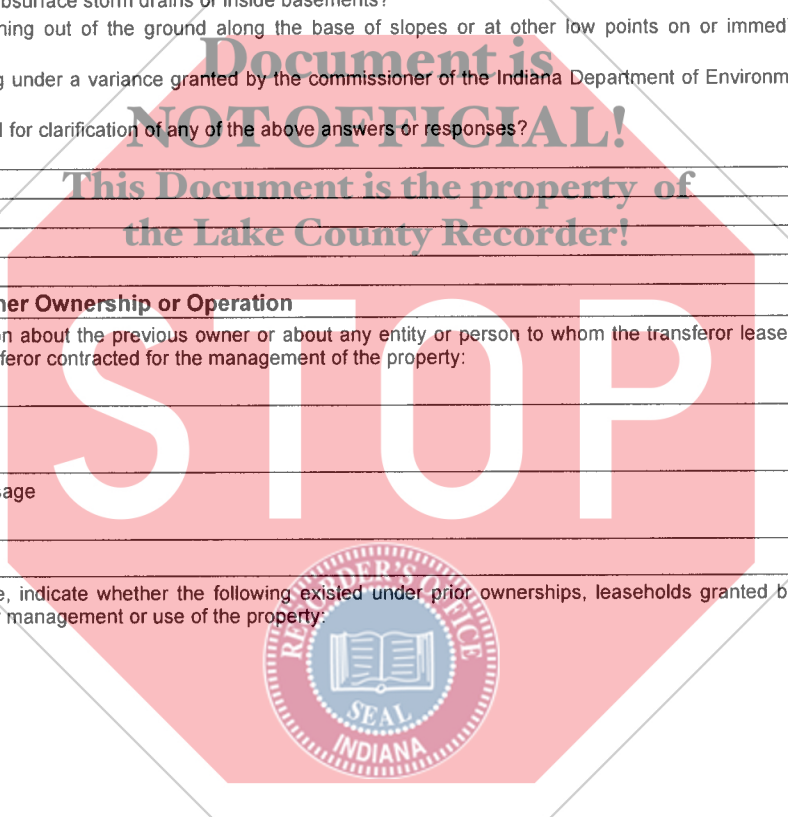 bsurface storm drains or inside basements?
ning out of the ground along the base of slopes or at other low points on or immed
Document is
g under a variance granted by the commissioner of the Indiana Department of Environm
NOT OFFICIAL!
for clarification of any of the above answers or responses?
This Document is the property of
the Lake County Recorder!
ner Ownership or Operation
STOP
on about the previous owner or about any entity or person to whom the transferor lease
feror contracted for the management of the property:
sage
RECORDER'S OFFICE
SEAL
INDIANA
e, indicate whether the following existed under prior ownerships, leaseholds granted b
management or use of the property: